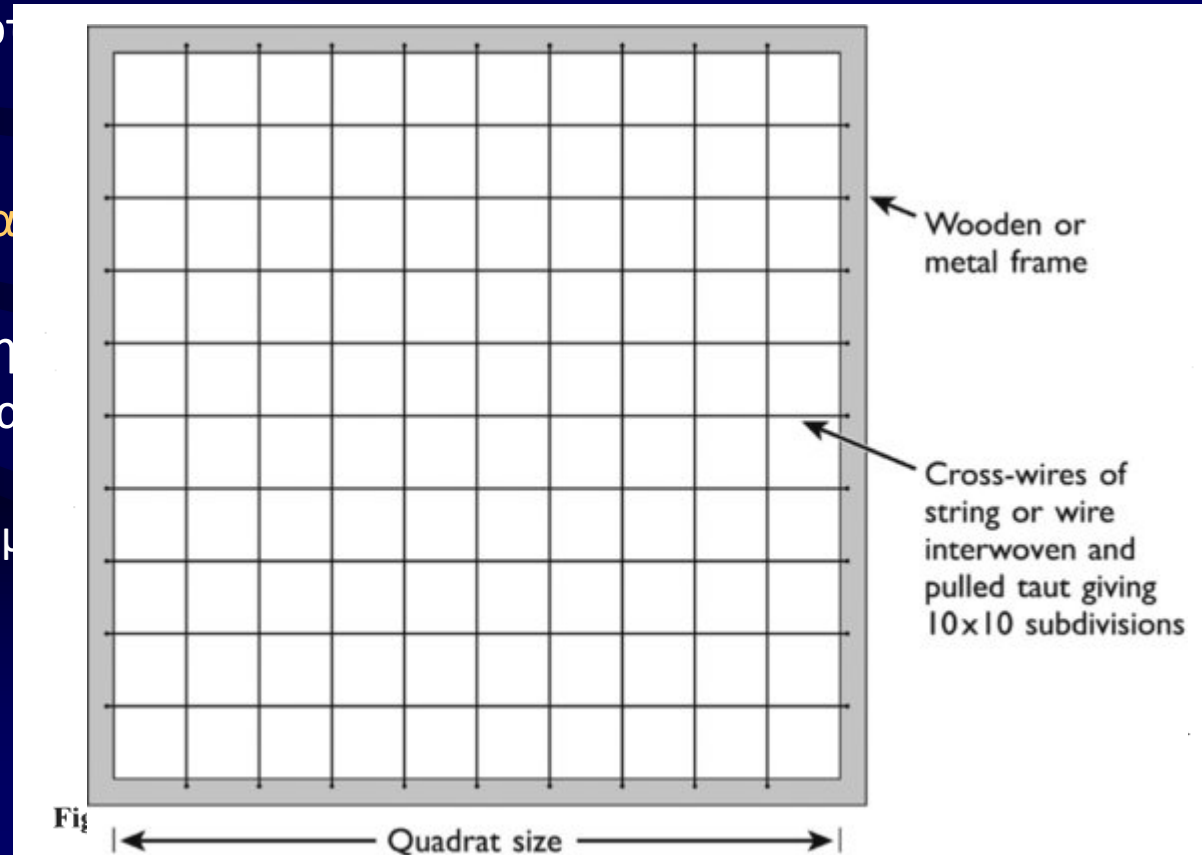 Wooden or
metal frame
Cross-wires of
string or wire
interwoven and
pulled taut giving
10x10 subdivisions
Fig
Quadrat size